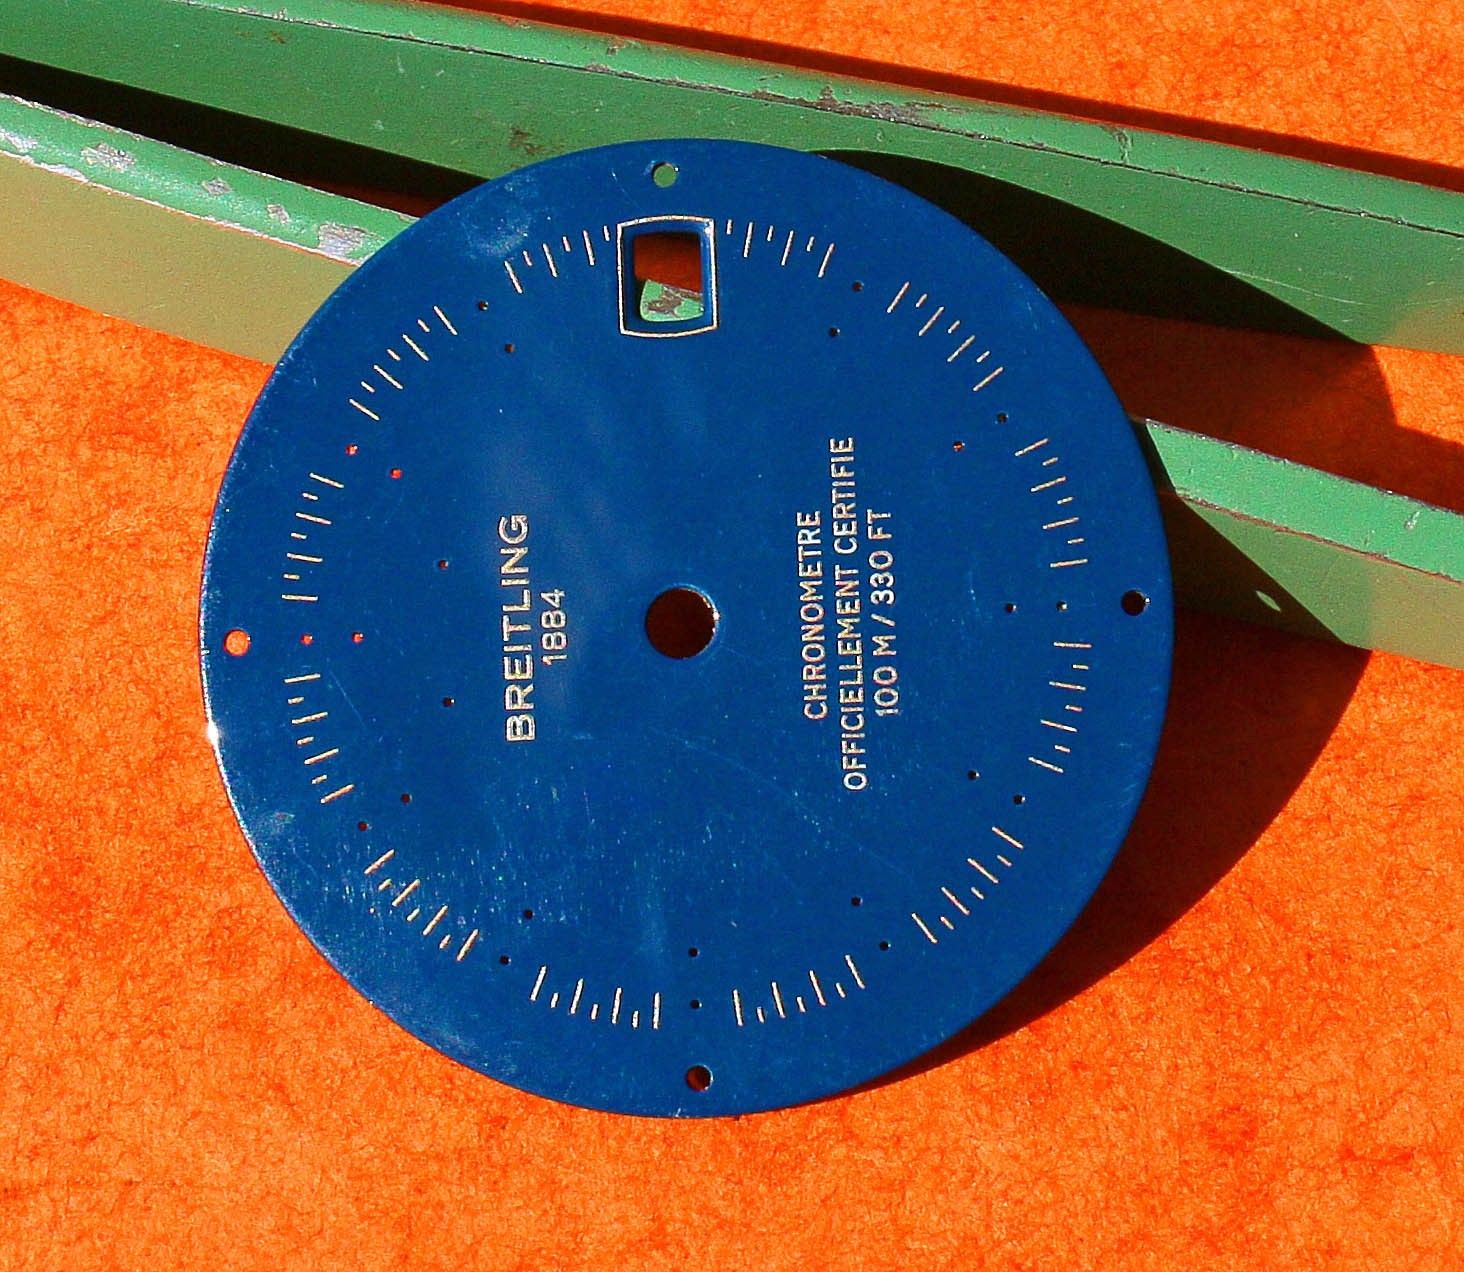 BREITLING
1884
CHRONOMETRE
OFFICIELLEMENT CERTIFIE
100 M / 330 FT